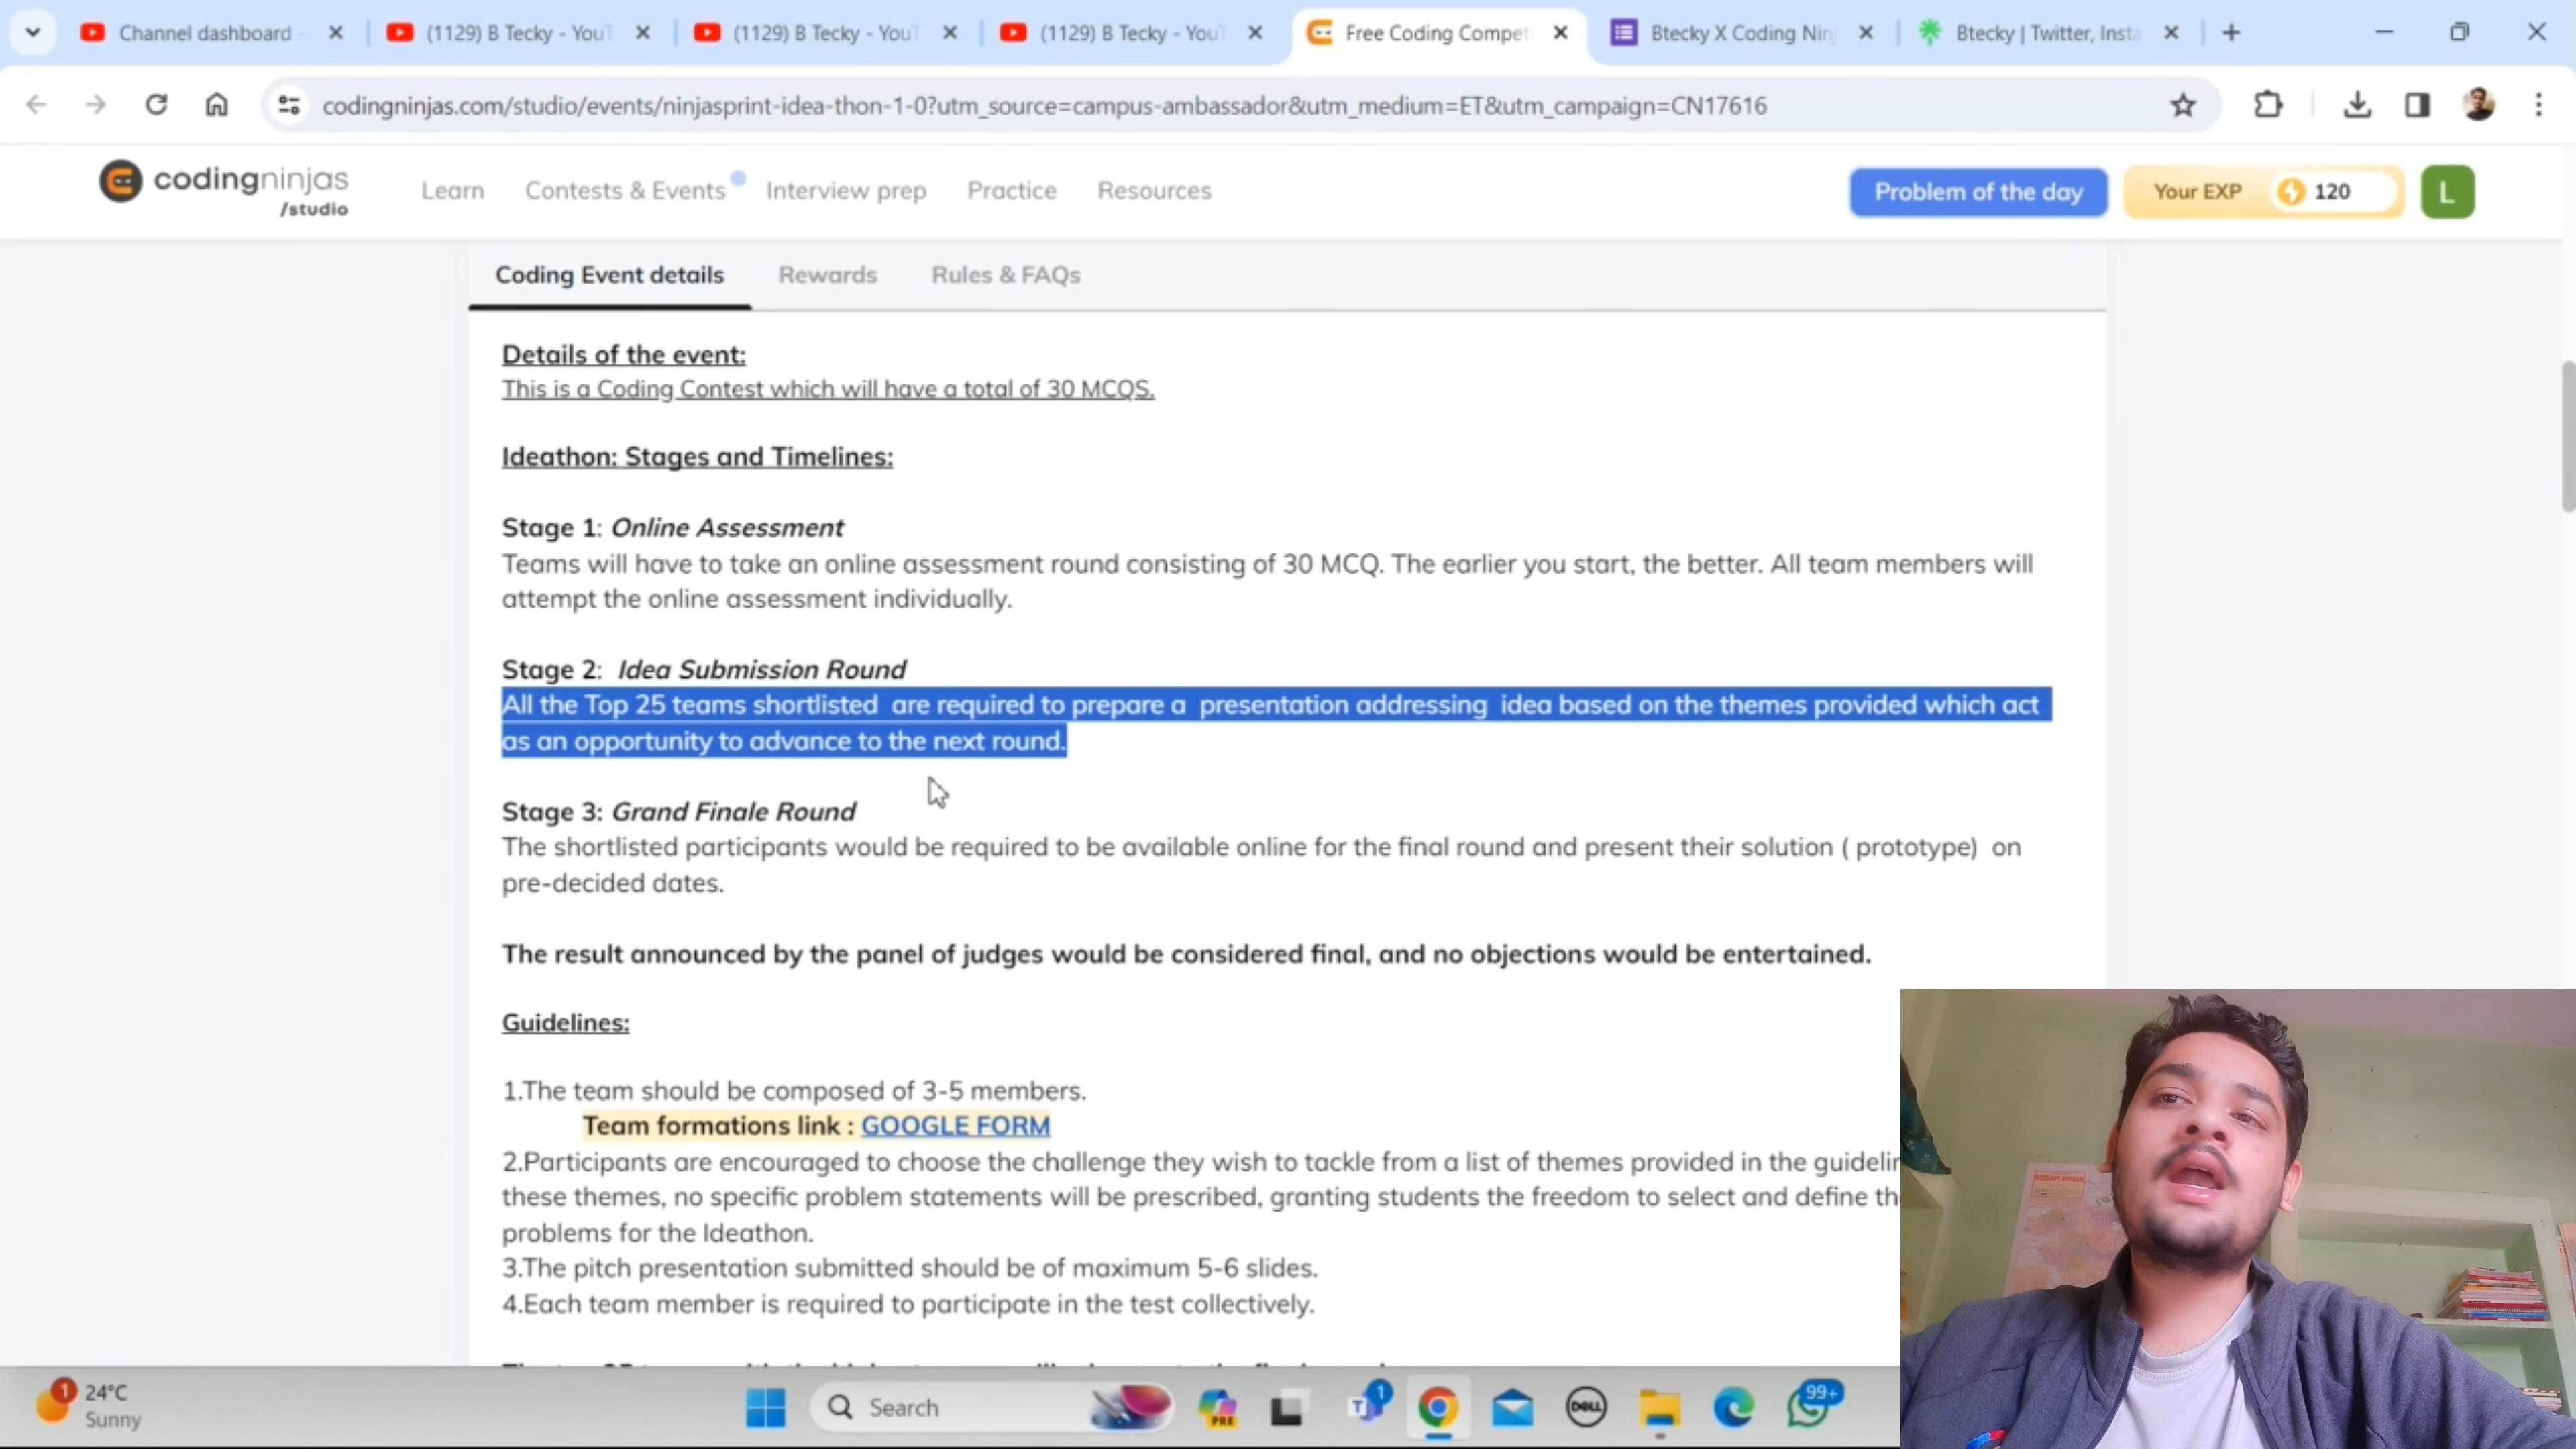 Channel dashboard
(1129) B Tecky - YouT
(1129) B Tecky - YouT
(1129) B Tecky - YouT
Free Coding Compet
Btecky X Coding Nin
Btecky | Twitter, Insta
codingninjas.com/studio/events/ninjasprint-idea-thon-1-0?utm_source=campus-ambassador&utm_medium=ET&utm_campaign=CN17616
codingninjas
/studio
Learn
Contests & Events
Interview prep
Practice
Resources
Problem of the day
Your EXP 120
L
Coding Event details
Rewards
Rules & FAQs
Details of the event:
This is a Coding Contest which will have a total of 30 MCQS.
Ideathon: Stages and Timelines:
Stage 1: Online Assessment
Teams will have to take an online assessment round consisting of 30 MCQ. The earlier you start, the better. All team members will
attempt the online assessment individually.
Stage 2: Idea Submission Round
All the Top 25 teams shortlisted are required to prepare a presentation addressing idea based on the themes provided which act
as an opportunity to advance to the next round.
Stage 3: Grand Finale Round
The shortlisted participants would be required to be available online for the final round and present their solution ( prototype) on
pre-decided dates.
The result announced by the panel of judges would be considered final, and no objections would be entertained.
Guidelines:
1.The team should be composed of 3-5 members.
Team formations link : GOOGLE FORM
2.Participants are encouraged to choose the challenge they wish to tackle from a list of themes provided in the guidelin
these themes, no specific problem statements will be prescribed, granting students the freedom to select and define th
problems for the Ideathon.
3.The pitch presentation submitted should be of maximum 5-6 slides.
4.Each team member is required to participate in the test collectively.
1
24°C
Sunny
Search
PRE
T
1
DELL
99+